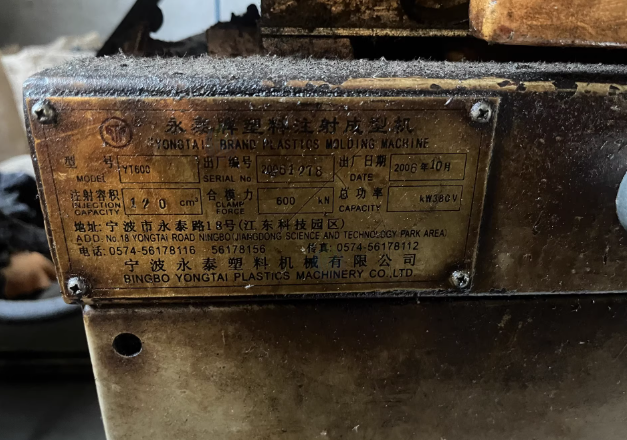 永泰牌塑料注射成型机
"YONGTAI" BRAND PLASTICS MOLDING MACHINE
型 号 YT600 出厂编号 出厂日期 2006年10月
MODEL SERIAL No DATE
注射容积 120 cm³ 合模力 600 kN 总功率 kW380V
INJECTION CAPACITY CLAMP FORCE CAPACITY
地址: 宁波市永泰路18号(江东科技园区)
ADD: No.18 YONGTAI ROAD NINGBO JIANGDONG SCIENCE AND TECHNOLOGY PARK AREA)
电话: 0574-56178116 56178156 传真: 0574-56178112
宁波永泰塑料机械有限公司
BINGBO YONGTAI PLASTICS MACHINERY CO.,LTD.